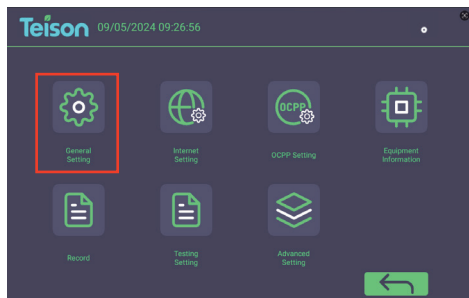 Teison 09/05/2024 09:26:56
General
Setting
Internet
Setting
OCPP
OCPP Setting
Equipment
Information
Record
Testing
Setting
Advanced
Setting